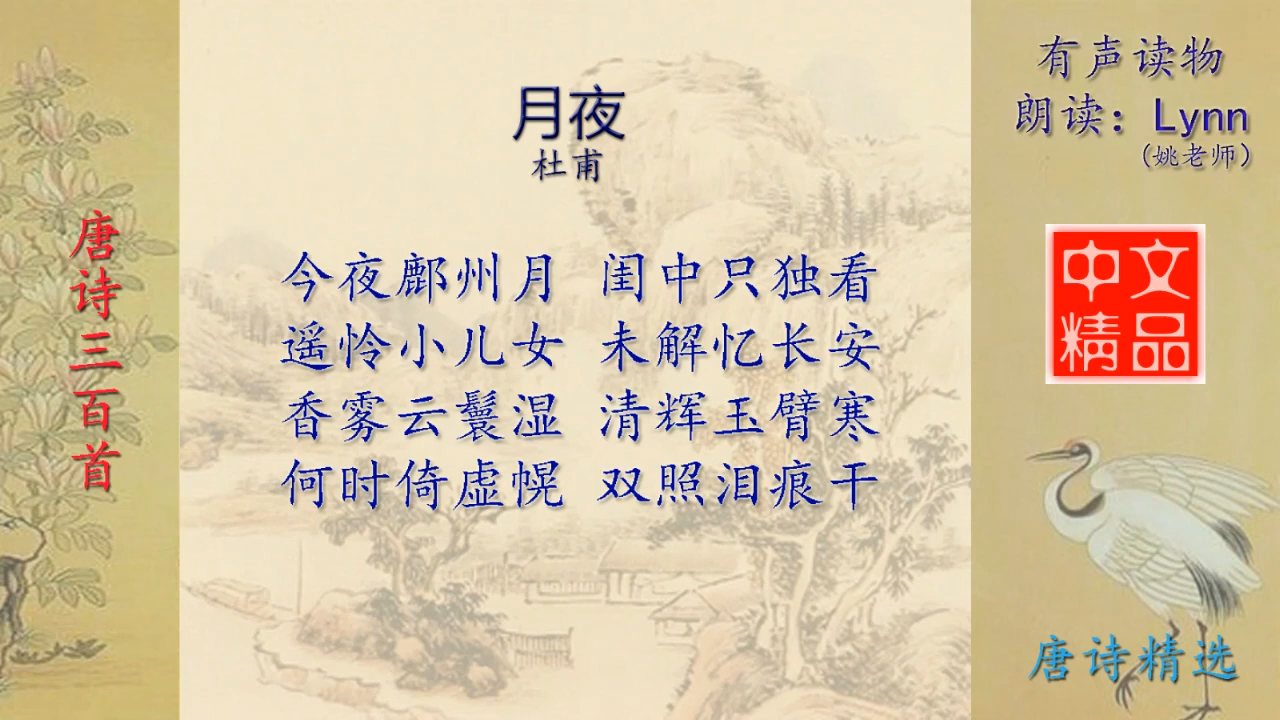 月夜
杜甫
今夜鄜州月 闺中只独看
遥怜小儿女 未解忆长安
香雾云鬟湿 清辉玉臂寒
何时倚虚幌 双照泪痕干
唐诗三百首
有声读物
朗读：Lynn
（姚老师）
中文
精品
唐诗精选